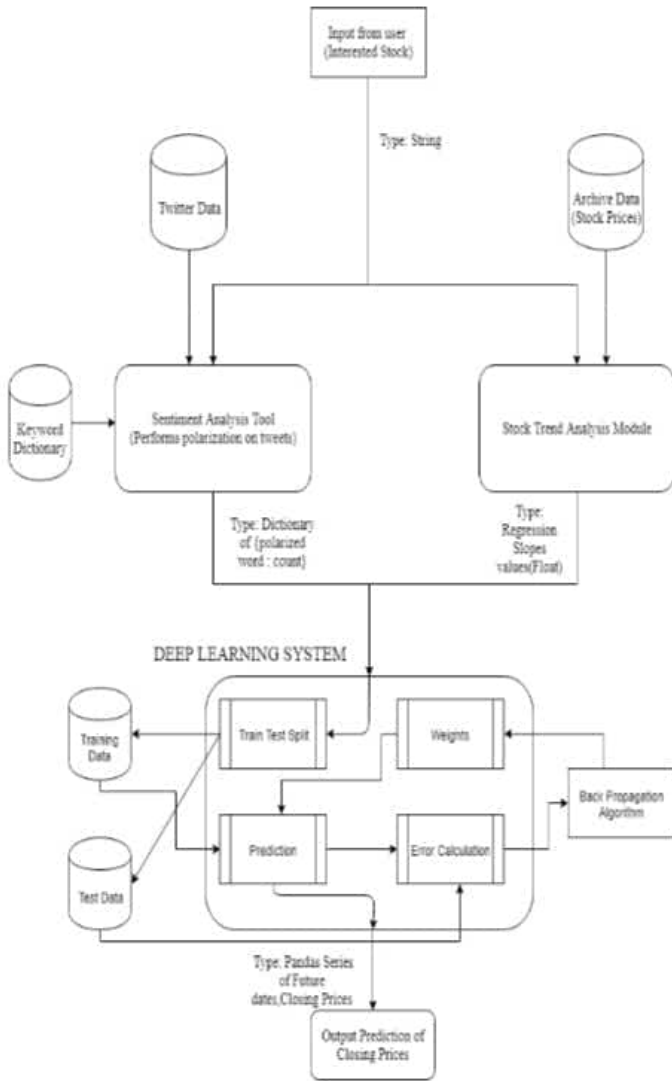 Input from user
(Interested Stock)
Type: String
Twitter Data
Archive Data
(Stock Prices)
Keyword
Dictionary
Sentiment Analysis Tool
(Performs polarization on tweets)
Stock Trend Analysis Module
Type: Dictionary
of {polarized
word : count}
Type:
Regression
Slopes
values(Float)
DEEP LEARNING SYSTEM
Training
Data
Train Test Split
Weights
Back Propagation
Algorithm
Prediction
Error Calculation
Test Data
Type: Pandas Series
of Future
dates,Closing Prices
Output Prediction of
Closing Prices